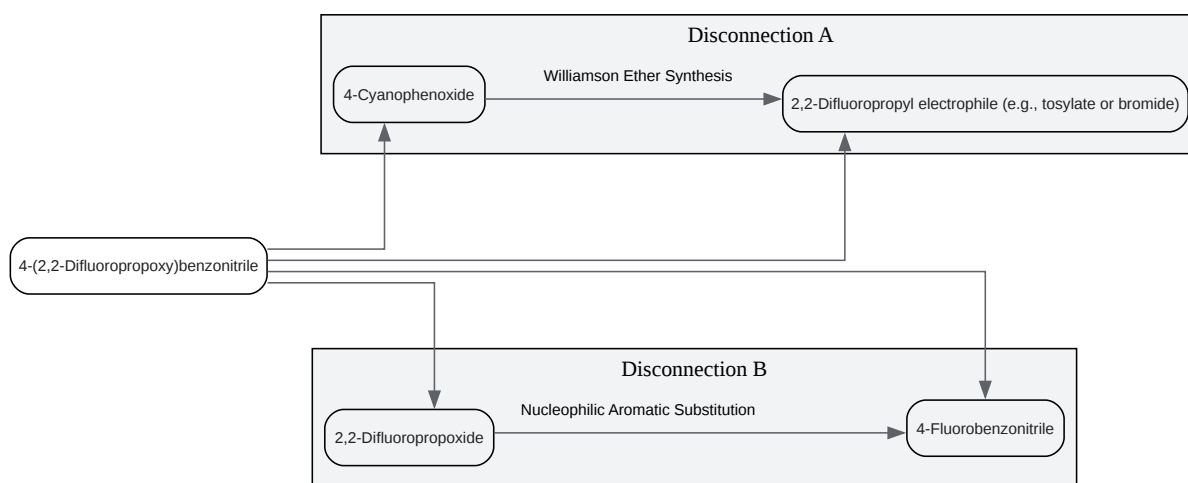 Disconnection A
Williamson Ether Synthesis
4-Cyanophenoxide
2,2-Difluoropropyl electrophile (e.g., tosylate or bromide)
4-(2,2-Difluoropropoxy)benzonitrile
Disconnection B
Nucleophilic Aromatic Substitution
2,2-Difluoropropoxide
4-Fluorobenzonitrile